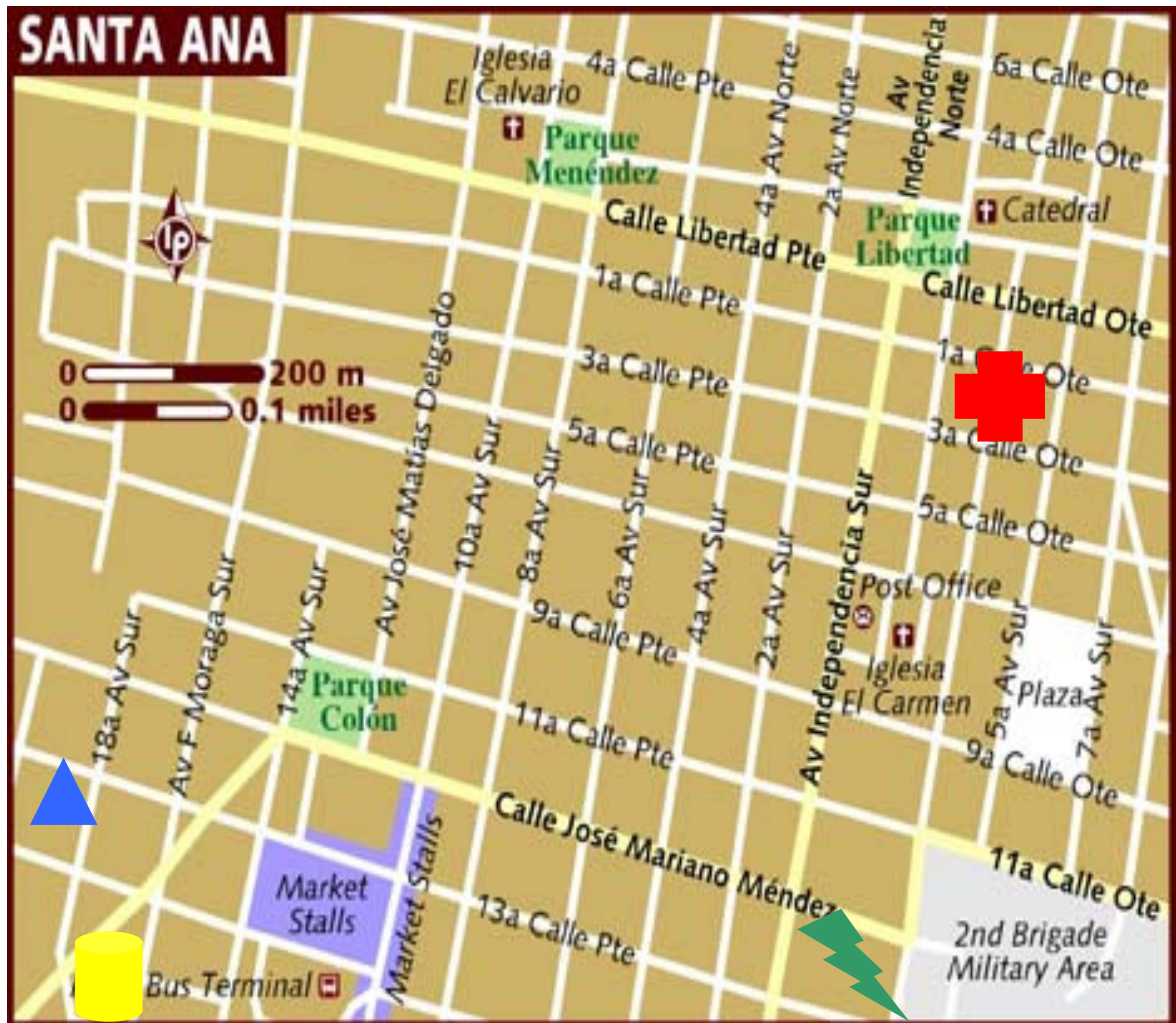 SANTA ANA
Iglesia
El Calvario
4a Calle Pte
4a Av Norte
2a Av Norte
Av
Independencia
Norte
6a Calle Ote
4a Calle Ote
Parque
Menéndez
Parque
Libertad
Catedral
lp
Calle Libertad Pte
Calle Libertad Ote
1a Calle Pte
1a Ote
0 200 m
0 0.1 miles
3a Calle Pte
3a Calle Ote
Av José Matías Delgado
5a Calle Pte
5a Calle Ote
10a Av Sur
8a Av Sur
6a Av Sur
4a Av Sur
2a Av Sur
Av Independencia Sur
Post Office
Iglesia
El Carmen
5a Av Sur
Plaza
7a Av Sur
9a Calle Pte
9a Calle Ote
18a Av Sur
Av F Moraga Sur
14a Av Sur
Parque
Colón
11a Calle Pte
Calle José Mariano Méndez
11a Calle Ote
Market
Stalls
Market Stalls
13a Calle Pte
2nd Brigade
Military Area
Bus Terminal